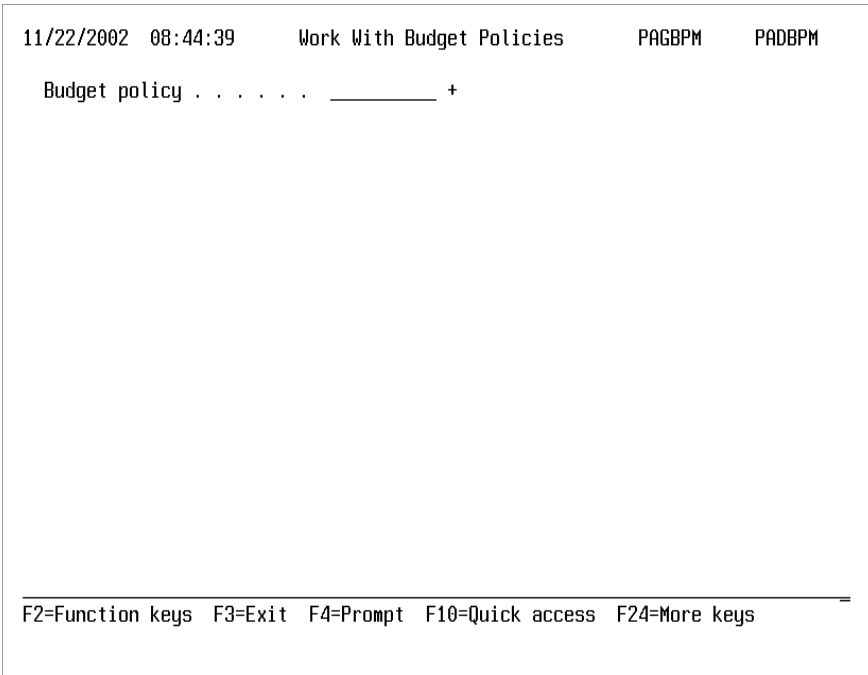 11/22/2002 08:44:39 Work With Budget Policies PAGBPM PADBPM
Budget policy . . . . . . __________ +
F2=Function keys F3=Exit F4=Prompt F10=Quick access F24=More keys